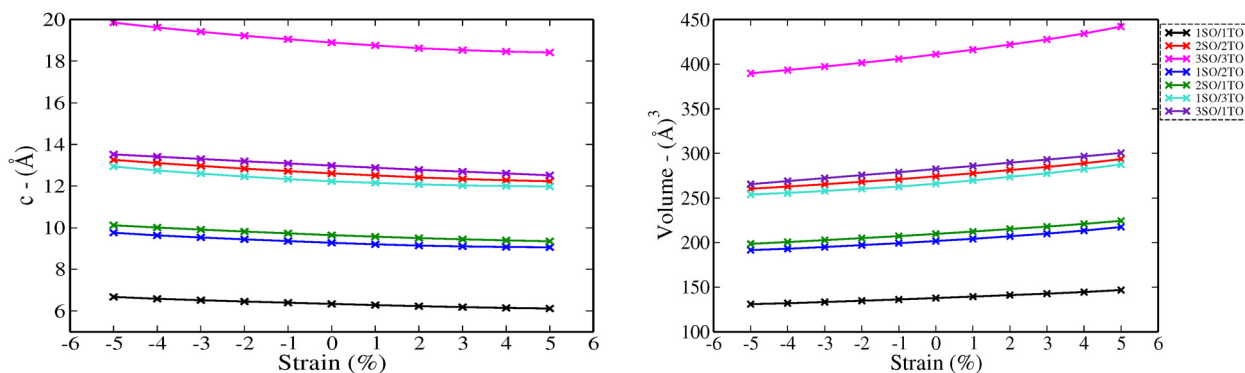 20
18
16
14
12
10
8
6
c - (Å)
-6 -5 -4 -3 -2 -1 0 1 2 3 4 5 6
Strain (%)
450
400
350
300
250
200
150
100
Volume - (Å)^3
-6 -5 -4 -3 -2 -1 0 1 2 3 4 5 6
Strain (%)
1SO/1TO
2SO/2TO
3SO/3TO
1SO/2TO
2SO/1TO
1SO/3TO
3SO/1TO